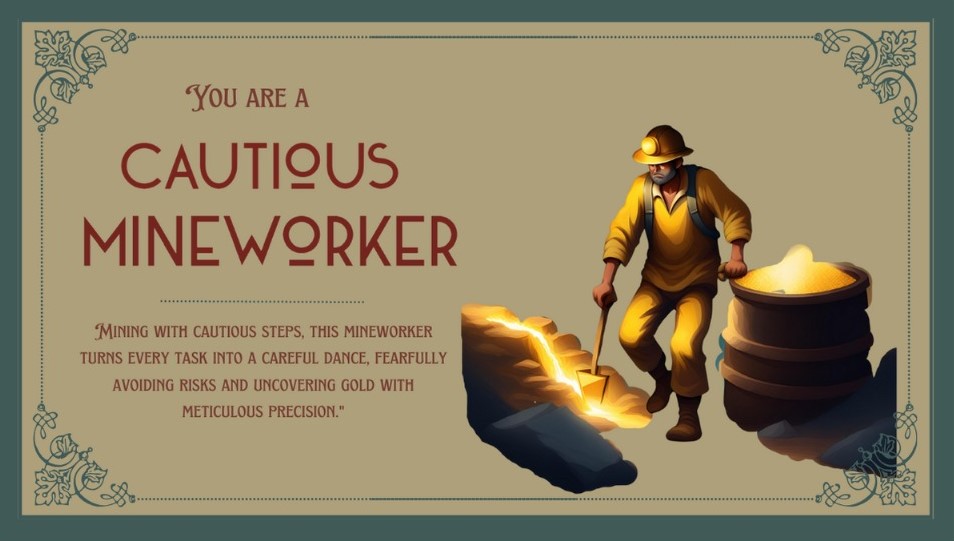 You are a
CAUTIOUS
MINEWORKER
Mining with cautious steps, this mineworker
turns every task into a careful dance, fearfully
avoiding risks and uncovering gold with
meticulous precision."